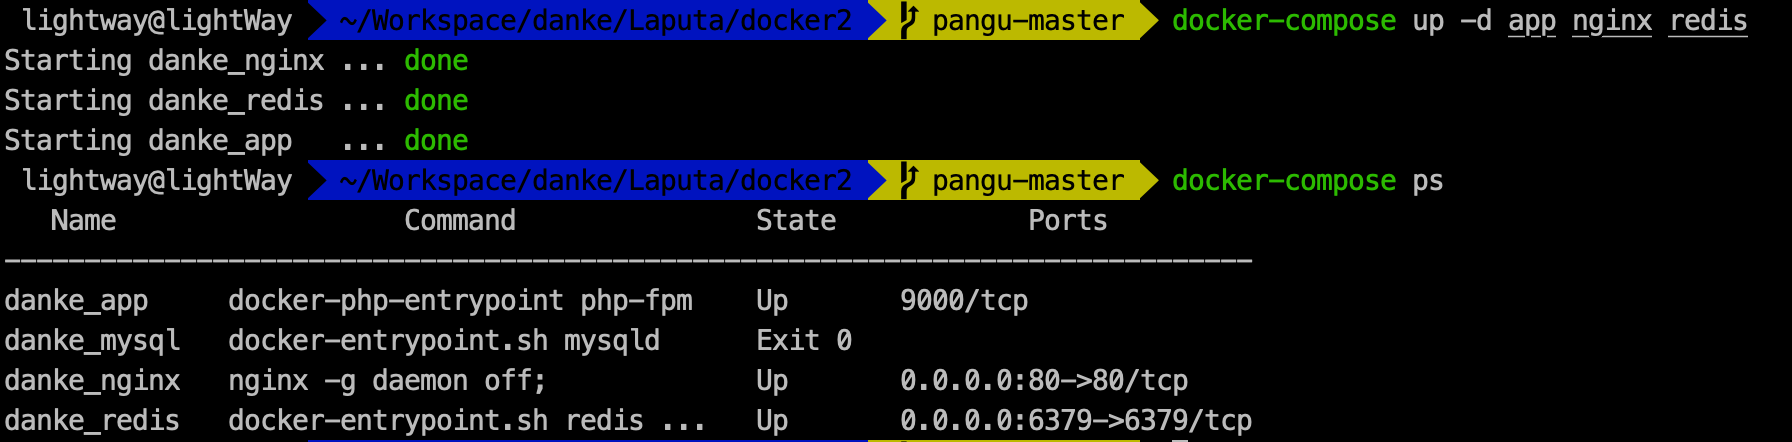 lightway@lightWay ~/Workspace/danke/Laputa/docker2 pangu-master docker-compose up -d app nginx redis
Starting danke_nginx ... done
Starting danke_redis ... done
Starting danke_app   ... done
lightway@lightWay ~/Workspace/danke/Laputa/docker2 pangu-master docker-compose ps
Name Command State Ports
------------------------------------------------------------------------------
danke_app docker-php-entrypoint php-fpm Up 9000/tcp
danke_mysql docker-entrypoint.sh mysqld Exit 0
danke_nginx nginx -g daemon off; Up 0.0.0.0:80->80/tcp
danke_redis docker-entrypoint.sh redis ... Up 0.0.0.0:6379->6379/tcp